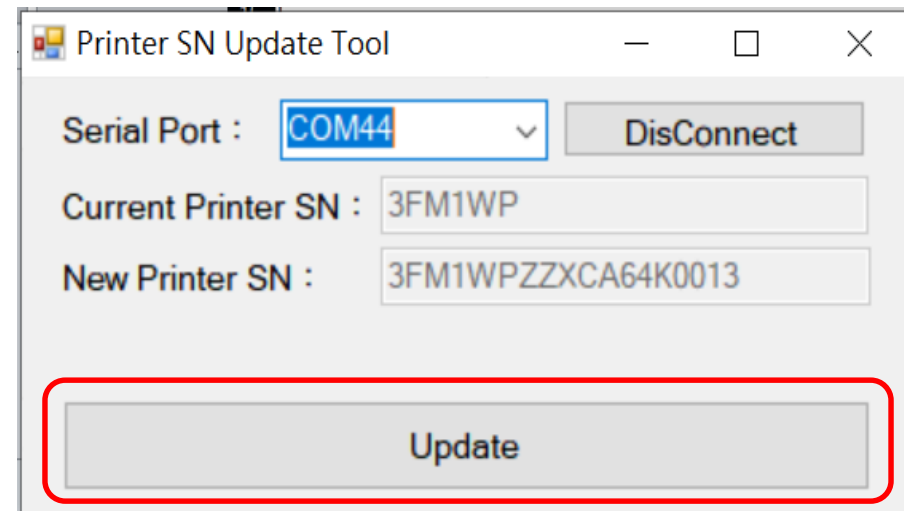 Printer SN Update Tool
Serial Port : COM44 DisConnect
Current Printer SN : 3FM1WP
New Printer SN : 3FM1WPZZXCA64K0013
Update